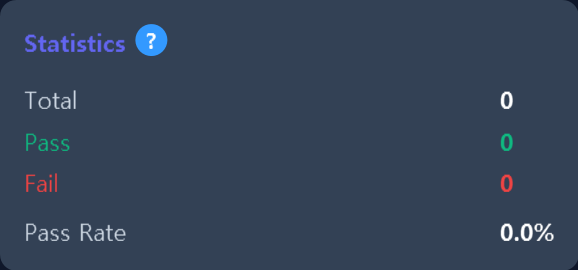 Statistics ?
Total 0
Pass 0
Fail 0
Pass Rate 0.0%